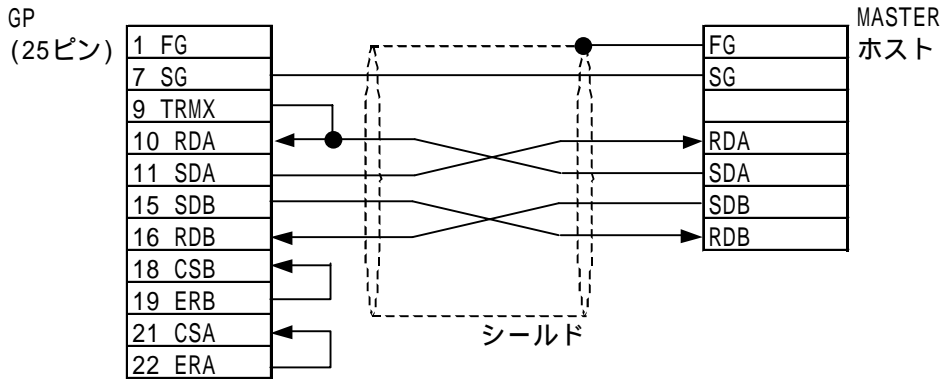 GP
(25ピン)
1 FG
7 SG
9 TRMX
10 RDA
11 SDA
15 SDB
16 RDB
18 CSB
19 ERB
21 CSA
22 ERA
シールド
MASTER
ホスト
FG
SG
RDA
SDA
SDB
RDB